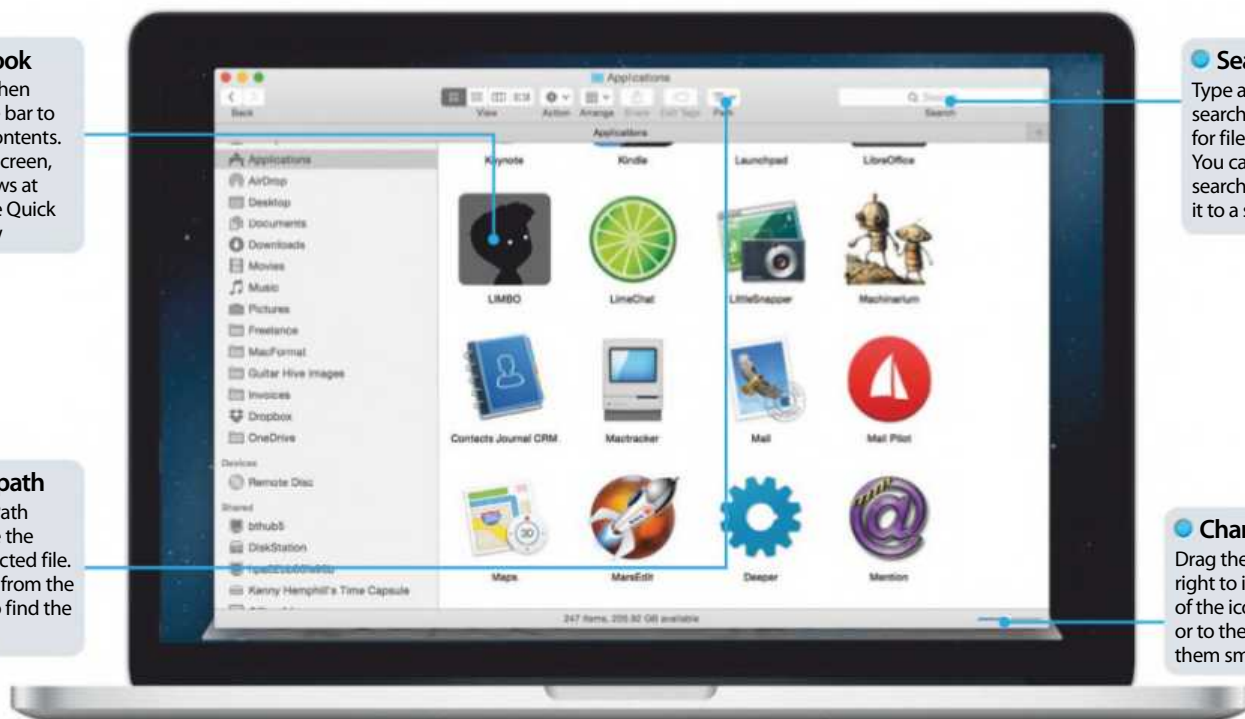 ook
hen
bar to
ontents.
creen,
ws at
e Quick
path
ath
e the
cted file.
from the
o find the
Applications
Back
View Action Arrange Share Edit Tags Path
Search
Search
Applications
Applications
AirDrop
Desktop
Documents
Downloads
Movies
Music
Pictures
Freelance
MacFormat
Guitar Hive Images
Invoices
Dropbox
OneDrive
Devices
Remote Disc
Shared
bthub5
DiskStation
Kenny Hemphill's Time Capsule
Keynote Kindle Launchpad LibreOffice
LIMBO LimeChat LittleSnapper Machinarium
Contacts Journal CRM Mactracker Mail Mail Pilot
Maps MarsEdit Deeper Mention
247 items, 205.92 GB available
Sea
Type a
search
for file
You ca
search
it to a s
Chan
Drag the
right to i
of the ico
or to the
them sm